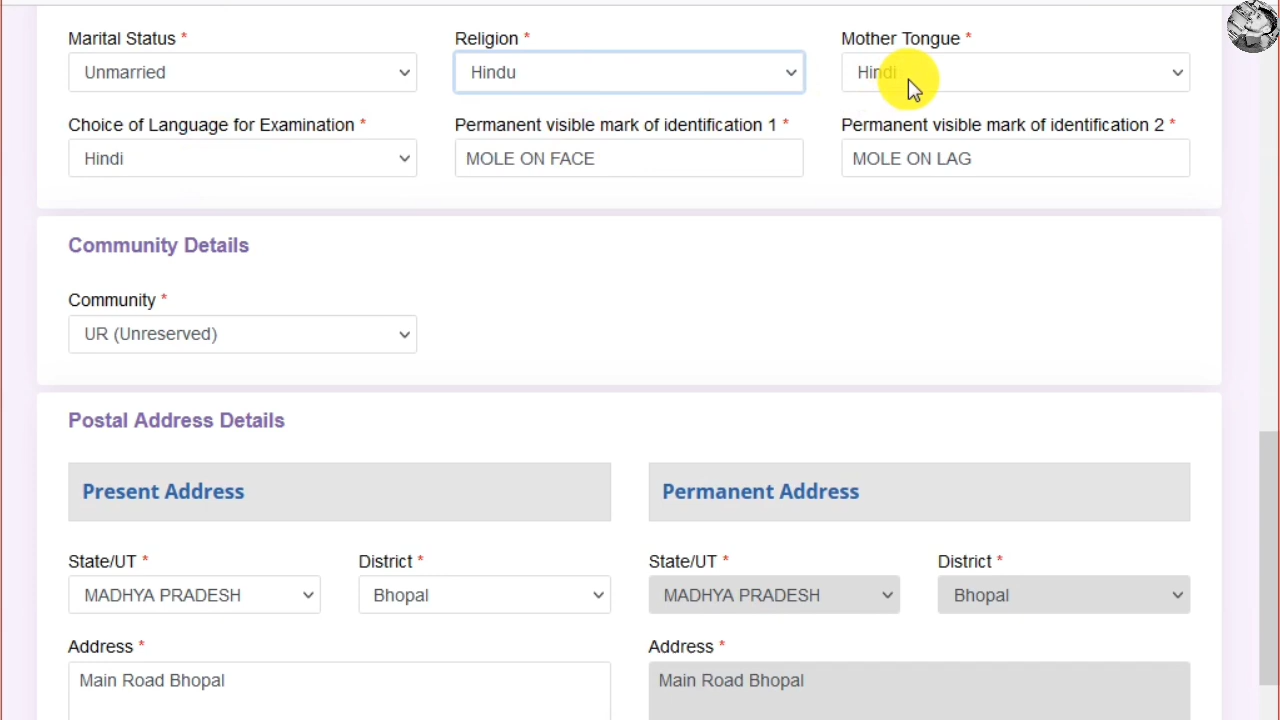 Marital Status * Religion * Mother Tongue *
Unmarried Hindu Hindi
Choice of Language for Examination * Permanent visible mark of identification 1 * Permanent visible mark of identification 2 *
Hindi MOLE ON FACE MOLE ON LAG
Community Details
Community *
UR (Unreserved)
Postal Address Details
Present Address Permanent Address
State/UT * District * State/UT * District *
MADHYA PRADESH Bhopal MADHYA PRADESH Bhopal
Address * Address *
Main Road Bhopal Main Road Bhopal